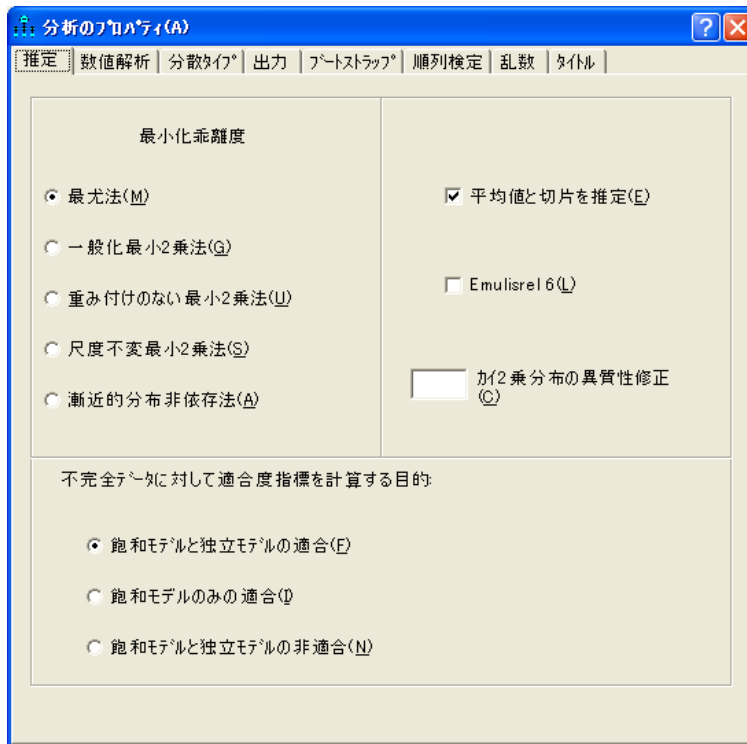 分析のﾌﾟﾛﾊﾟﾃｨ(A)
推定 数値解析 分散ﾀｲﾌﾟ 出力 ﾌﾞｰﾄｽﾄﾗｯﾌﾟ 順列検定 乱数 ﾀｲﾄﾙ
最小化乖離度
最尤法(M)
一般化最小2乗法(G)
重み付けのない最小2乗法(U)
尺度不変最小2乗法(S)
漸近的分布非依存法(A)
平均値と切片を推定(E)
Emulisrel6(L)
ｶｲ2乗分布の異質性修正
(C)
不完全ﾃﾞｰﾀに対して適合度指標を計算する目的:
飽和ﾓﾃﾞﾙと独立ﾓﾃﾞﾙの適合(F)
飽和モデルのみの適合(I)
飽和ﾓﾃﾞﾙと独立ﾓﾃﾞﾙの非適合(N)